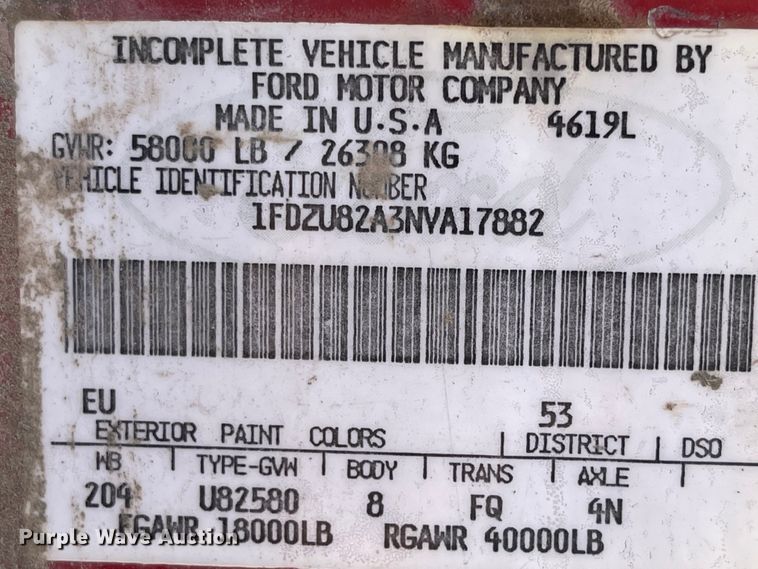 INCOMPLETE VEHICLE MANUFACTURED BY
FORD MOTOR COMPANY
MADE IN U.S.A 4619L
GVWR: 58000 LB / 26308 KG
VEHICLE IDENTIFICATION NUMBER
1FDZU82A3NVA17882
EU 53
EXTERIOR PAINT COLORS DISTRICT DSO
WB TYPE-GVW BODY TRANS AXLE
204 U82580 8 FQ 4N
FGAWR 18000LB RGAWR 40000LB
Purple Wave Auction
Ford